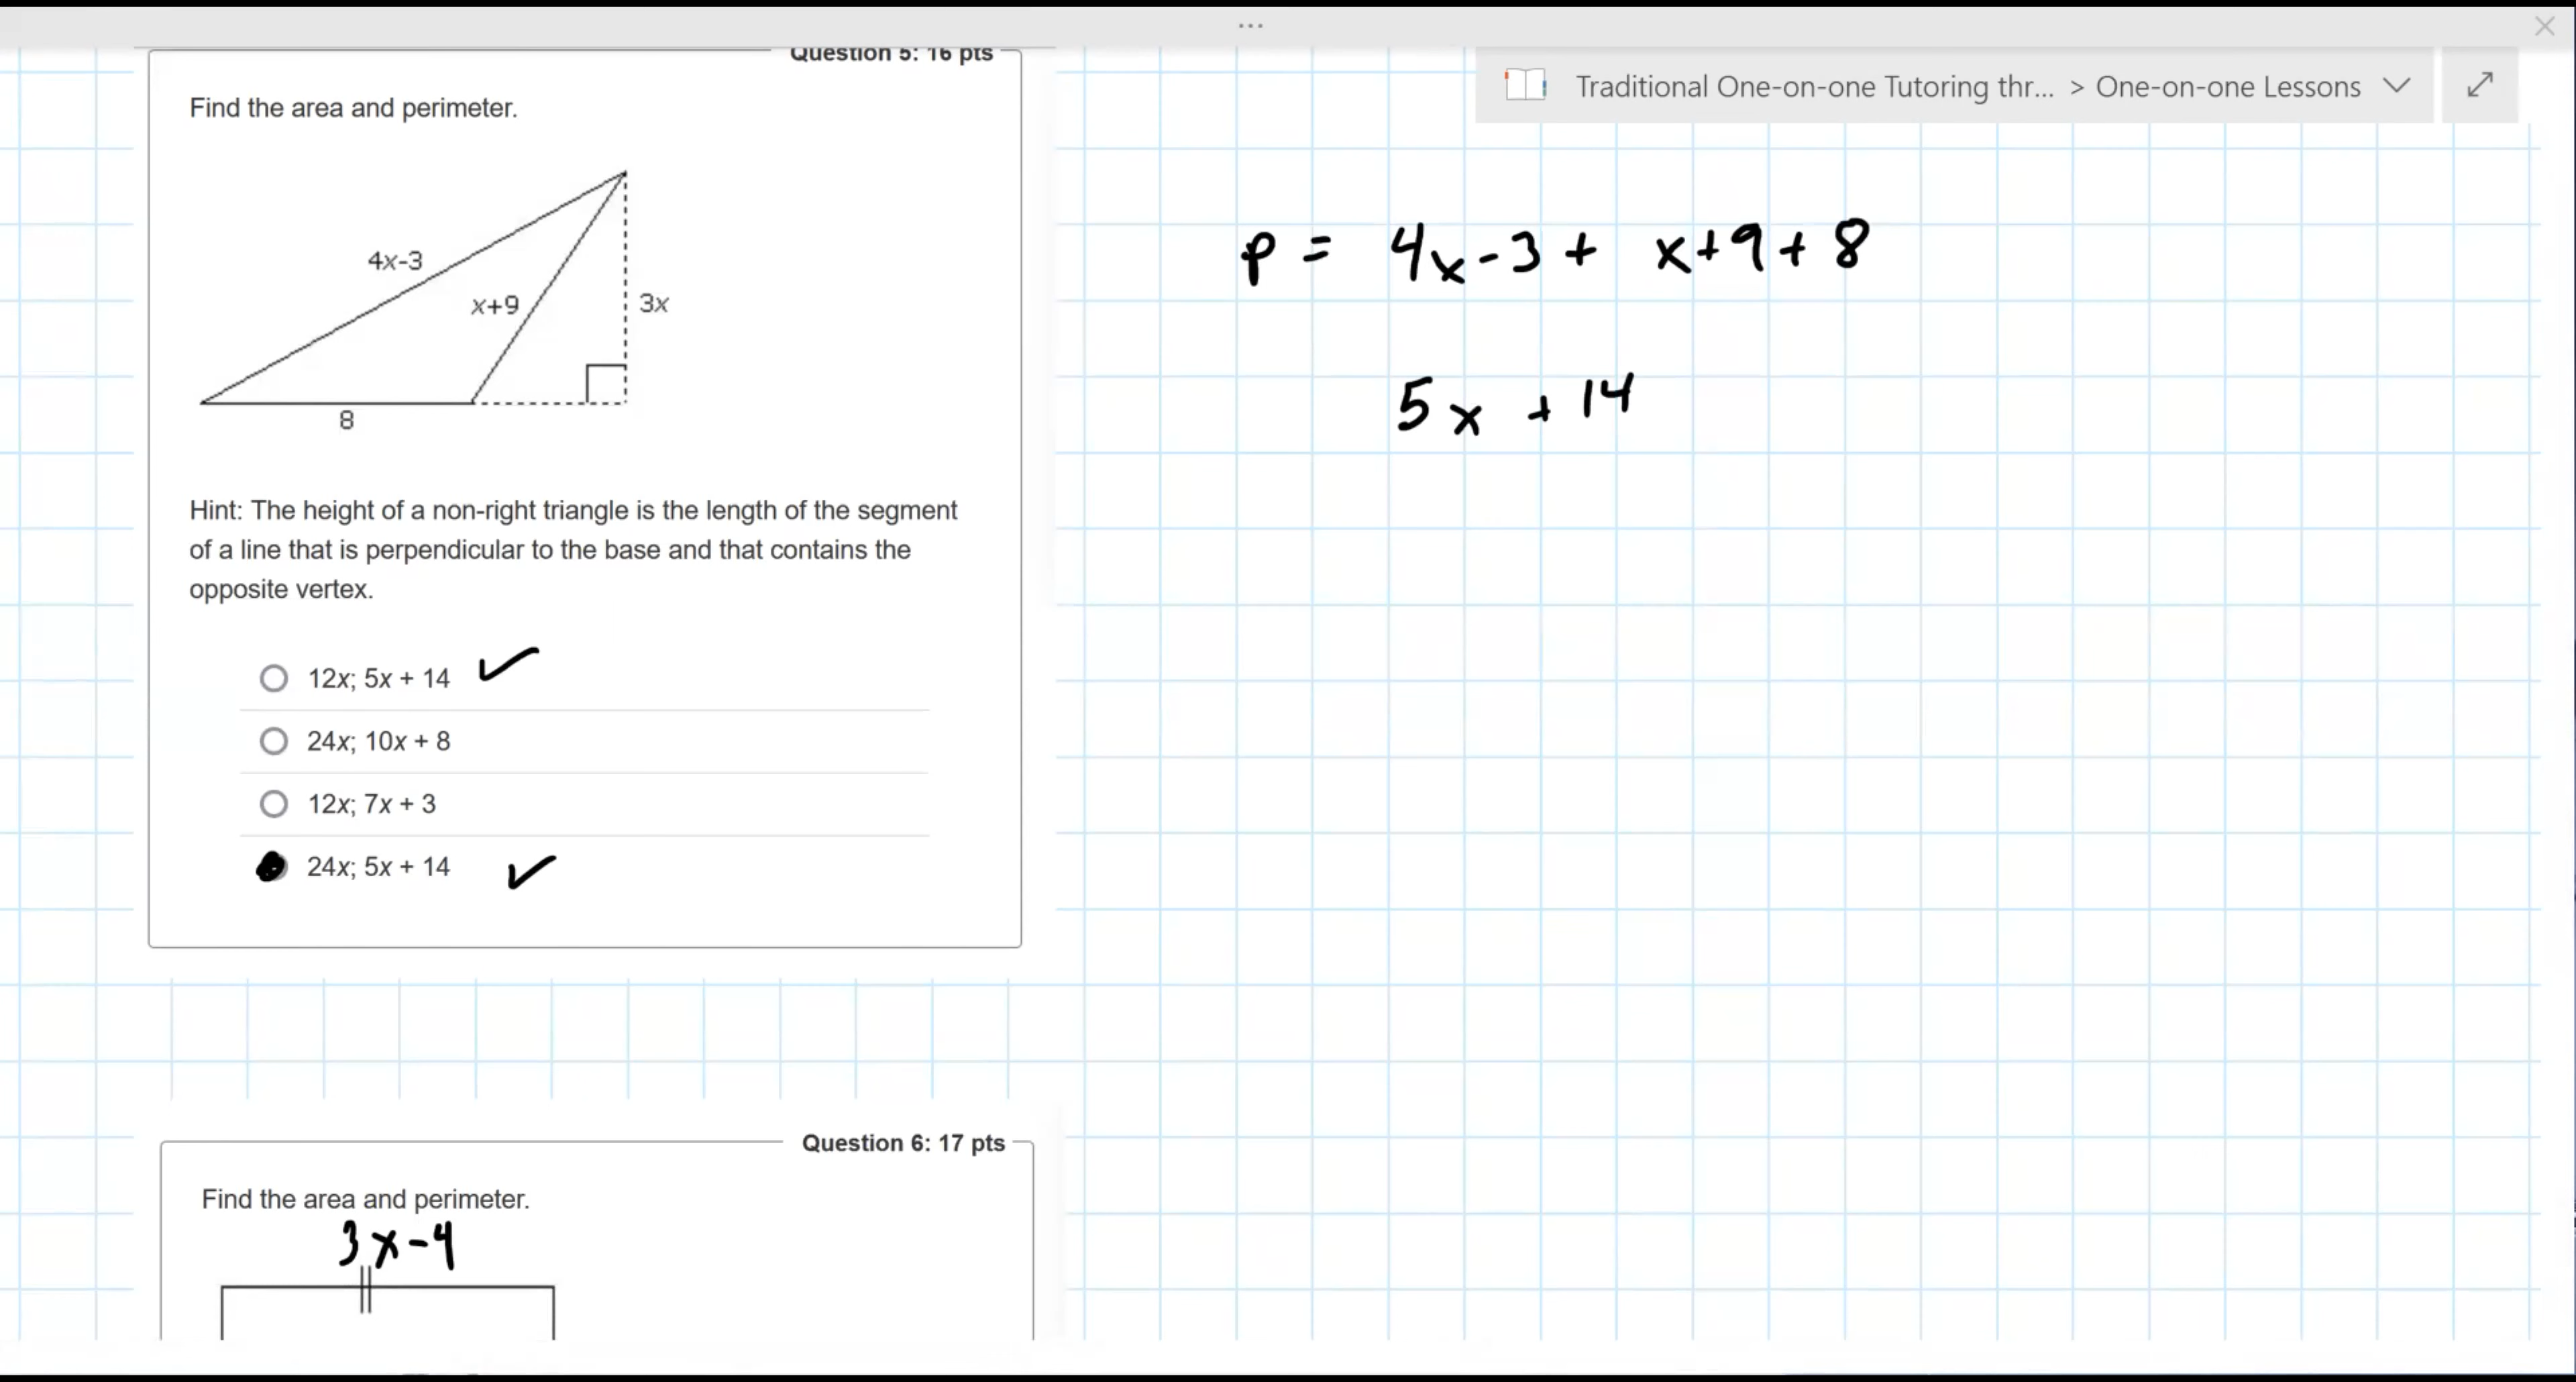 ...
Question 5: 16 pts
Traditional One-on-one Tutoring thr... > One-on-one Lessons
Find the area and perimeter.
4x-3
x+9
3x
8
p = 4x-3+ x+9+8
5x + 14
Hint: The height of a non-right triangle is the length of the segment
of a line that is perpendicular to the base and that contains the
opposite vertex.
12x; 5x + 14
24x; 10x + 8
12x; 7x + 3
24x; 5x + 14
Question 6: 17 pts
Find the area and perimeter.
3x-4